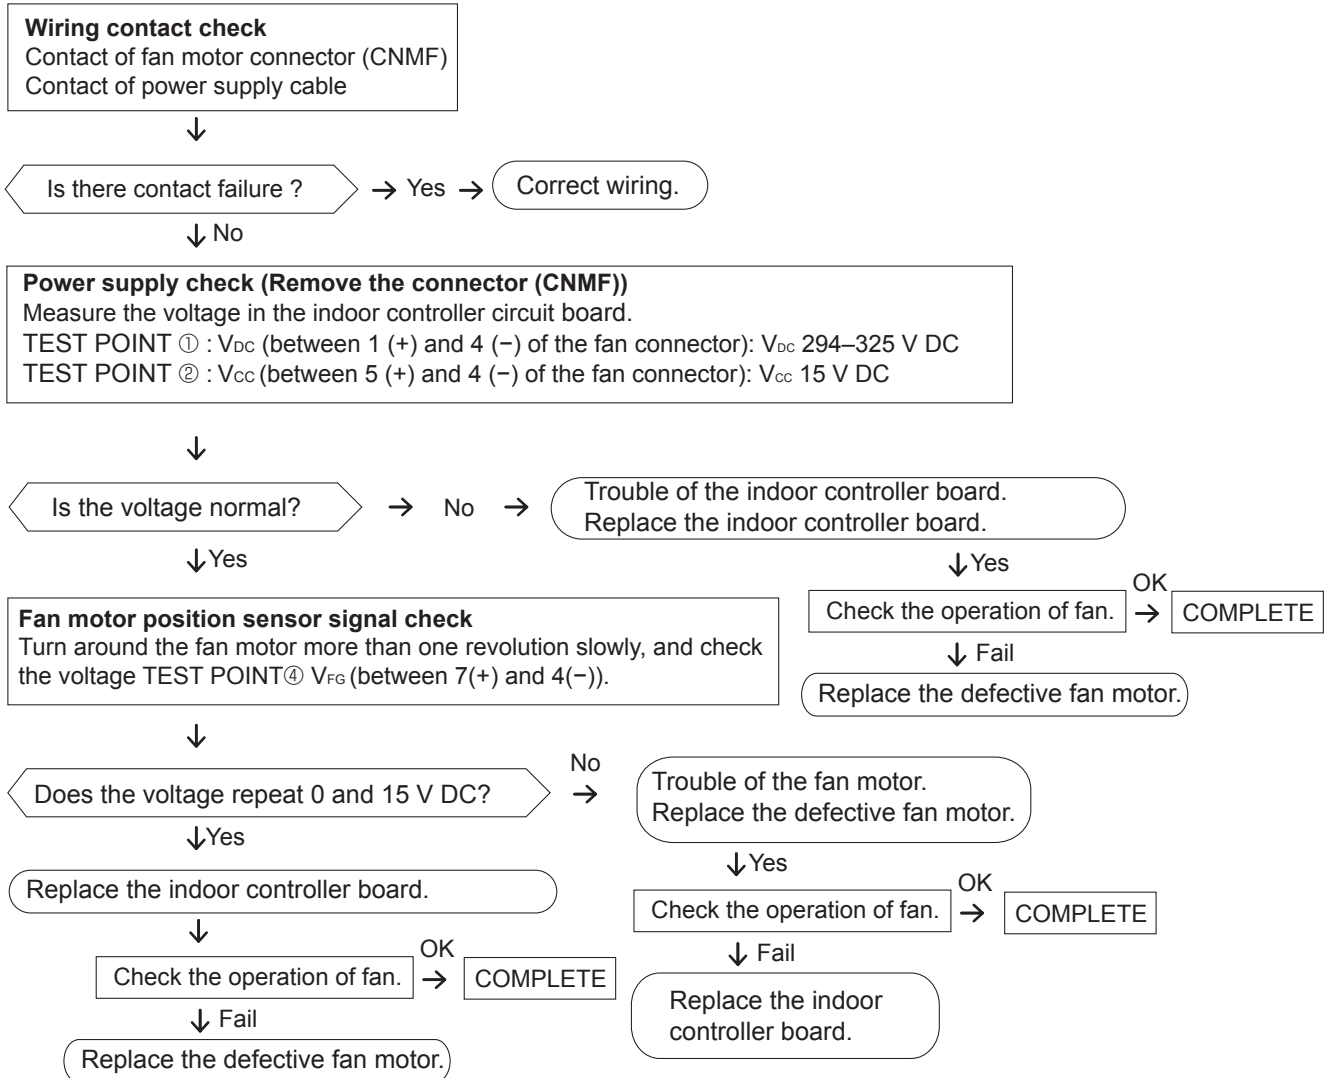 Wiring contact check
Contact of fan motor connector (CNMF)
Contact of power supply cable
Is there contact failure ?
Yes
Correct wiring.
No
Power supply check (Remove the connector (CNMF))
Measure the voltage in the indoor controller circuit board.
TEST POINT ① : VDC (between 1 (+) and 4 (−) of the fan connector): VDC 294–325 V DC
TEST POINT ② : VCC (between 5 (+) and 4 (−) of the fan connector): VCC 15 V DC
Is the voltage normal?
No
Trouble of the indoor controller board.
Replace the indoor controller board.
Yes
Check the operation of fan.
OK
COMPLETE
Fail
Replace the defective fan motor.
Yes
Fan motor position sensor signal check
Turn around the fan motor more than one revolution slowly, and check
the voltage TEST POINT④ VFG (between 7(+) and 4(−)).
Does the voltage repeat 0 and 15 V DC?
No
Trouble of the fan motor.
Replace the defective fan motor.
Yes
Check the operation of fan.
OK
COMPLETE
Fail
Replace the indoor
controller board.
Yes
Replace the indoor controller board.
Check the operation of fan.
OK
COMPLETE
Fail
Replace the defective fan motor.